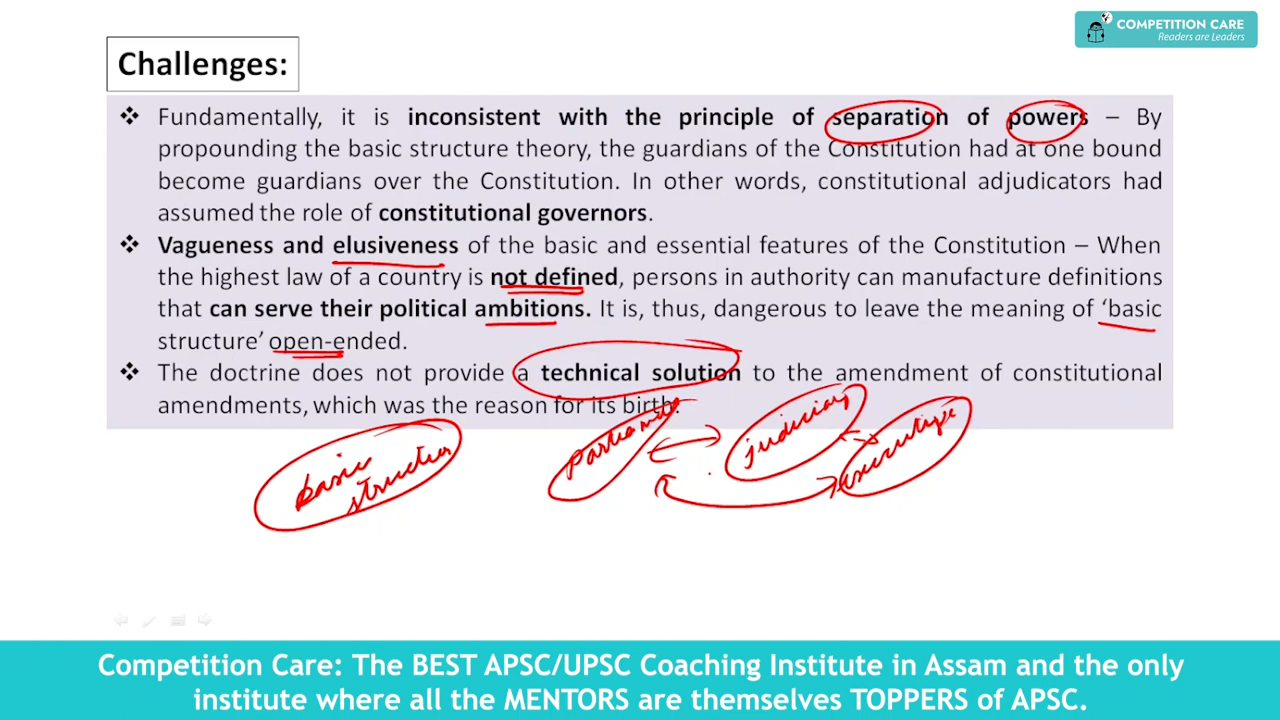 COMPETITION CARE
Readers are Leaders
Challenges:
❖ Fundamentally, it is inconsistent with the principle of separation of powers – By
propounding the basic structure theory, the guardians of the Constitution had at one bound
become guardians over the Constitution. In other words, constitutional adjudicators had
assumed the role of constitutional governors.
❖ Vagueness and elusiveness of the basic and essential features of the Constitution – When
the highest law of a country is not defined, persons in authority can manufacture definitions
that can serve their political ambitions. It is, thus, dangerous to leave the meaning of ‘basic
structure’ open-ended.
❖ The doctrine does not provide a technical solution to the amendment of constitutional
amendments, which was the reason for its birth.
basic
structure
judiciary
executive
Competition Care: The BEST APSC/UPSC Coaching Institute in Assam and the only
institute where all the MENTORS are themselves TOPPERS of APSC.